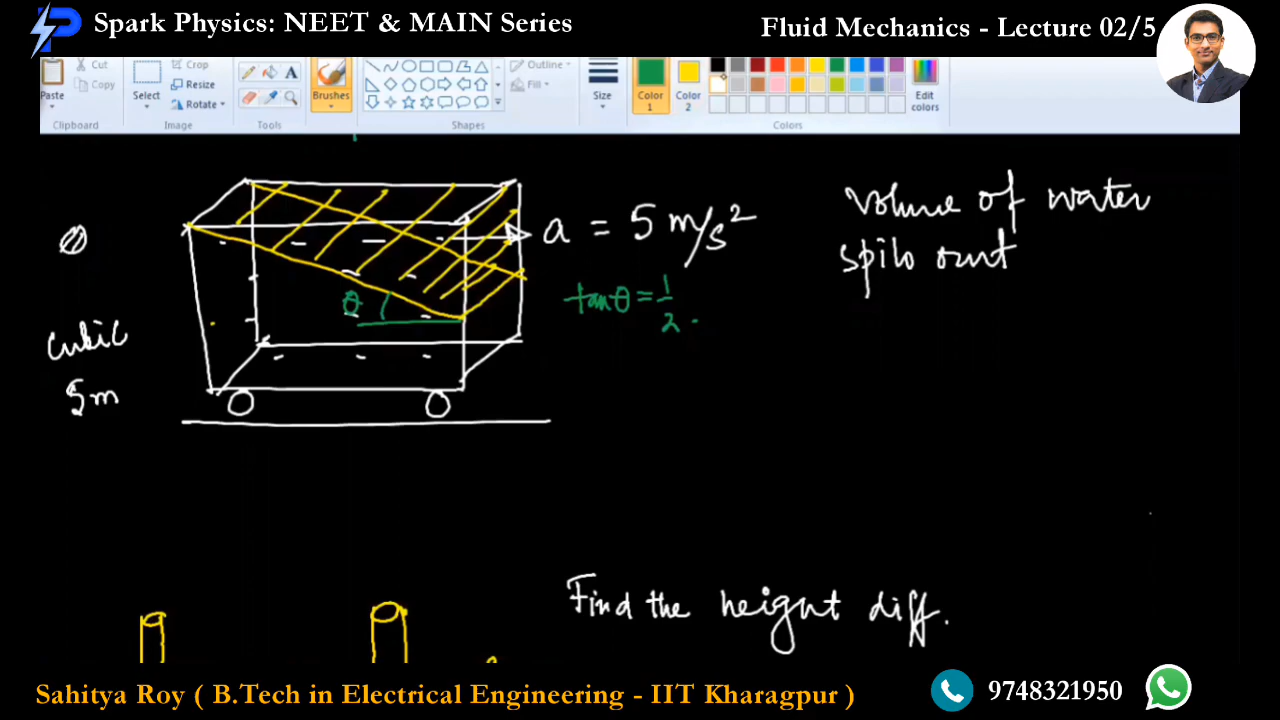 Spark Physics: NEET & MAIN Series
Fluid Mechanics - Lecture 02/5
Paste
Cut
Copy
Clipboard
Select
Crop
Resize
Rotate
Image
Tools
Brushes
Shapes
Outline
Fill
Size
Color 1
Color 2
Edit colors
Colors
a = 5 m/s²
volume of water
θ
tanθ = 1/2.
cubic
5m
Find the height diff.
Sahitya Roy ( B.Tech in Electrical Engineering - IIT Kharagpur )
9748321950